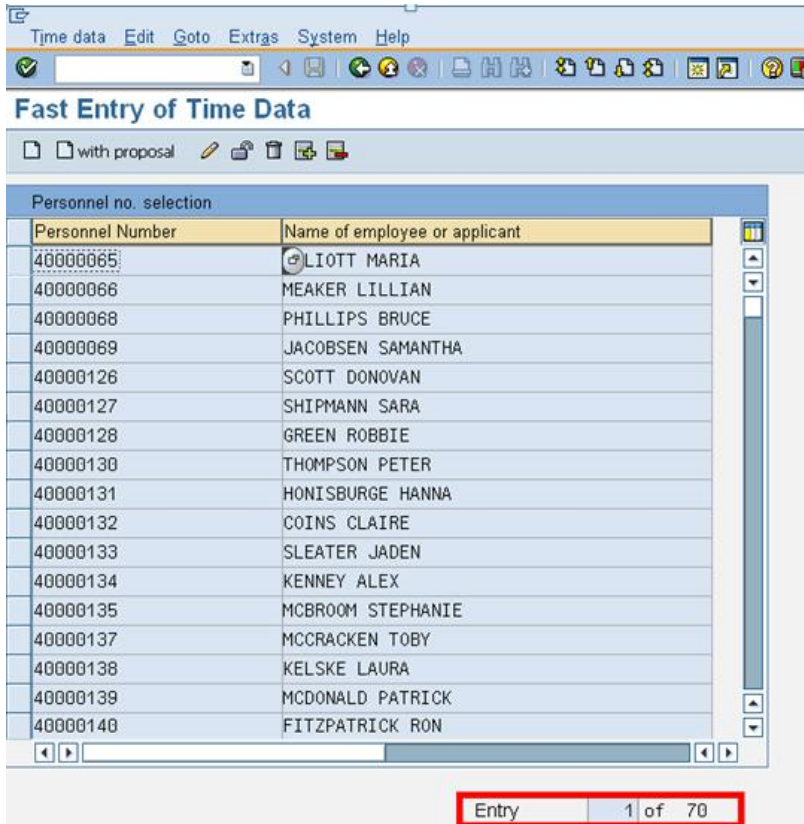 Time data Edit Goto Extras System Help
Fast Entry of Time Data
with proposal
Personnel no. selection
Personnel Number Name of employee or applicant
40000065 LIOTT MARIA
40000066 MEAKER LILLIAN
40000068 PHILLIPS BRUCE
40000069 JACOBSEN SAMANTHA
40000126 SCOTT DONOVAN
40000127 SHIPMANN SARA
40000128 GREEN ROBBIE
40000130 THOMPSON PETER
40000131 HONISBURGE HANNA
40000132 COINS CLAIRE
40000133 SLEATER JADEN
40000134 KENNEY ALEX
40000135 MCBROOM STEPHANIE
40000137 MCCRACKEN TOBY
40000138 KELSKE LAURA
40000139 MCDONALD PATRICK
40000140 FITZPATRICK RON
Entry 1 of 70